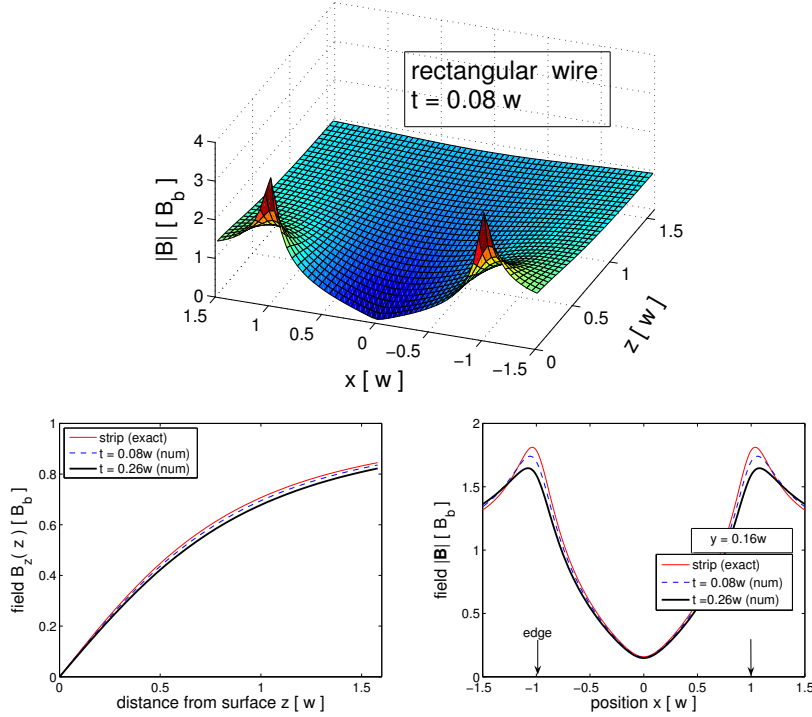 rectangular wire
t = 0.08 w
|B| [ B_b ]
4
3
2
1
0
1.5
1
0.5
0
−0.5
−1
−1.5
x [ w ]
0
0.5
1
1.5
z [ w ]
strip (exact)
t = 0.08w (num)
t = 0.26w (num)
field B_z( z ) [ B_b ]
1
0.8
0.6
0.4
0.2
0
0
0.5
1
1.5
distance from surface z [ w ]
field |B| [ B_b ]
2
1.5
1
0.5
0
y = 0.16w
strip (exact)
t = 0.08w (num)
t =0.26w (num)
edge
−1.5
−1
−0.5
0
0.5
1
1.5
position x [ w ]